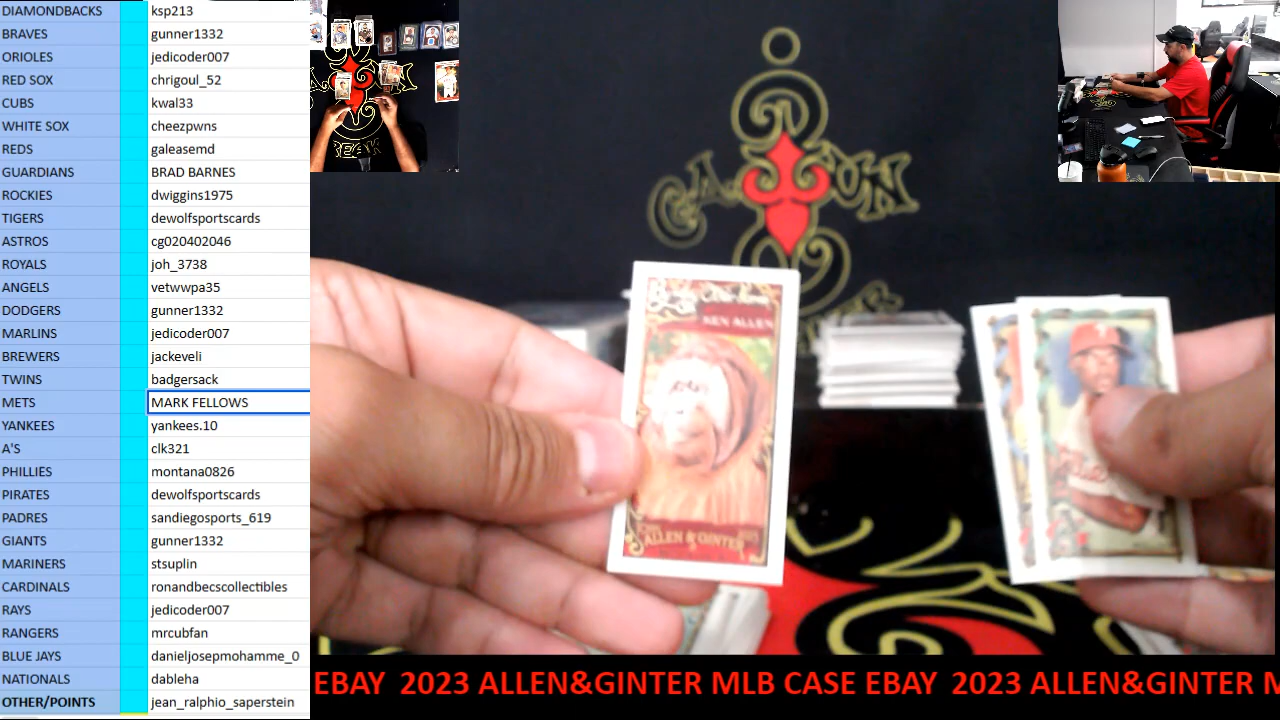 DIAMONDBACKS ksp213
BRAVES gunner1332
ORIOLES jedicoder007
RED SOX chrigoul_52
CUBS kwal33
WHITE SOX cheezpwns
REDS galeasemd
GUARDIANS BRAD BARNES
ROCKIES dwiggins1975
TIGERS dewolfsportscards
ASTROS cg020402046
ROYALS joh_3738
ANGELS vetwwpa35
DODGERS gunner1332
MARLINS jedicoder007
BREWERS jackeveli
TWINS badgersack
METS MARK FELLOWS
YANKEES yankees.10
A'S clk321
PHILLIES montana0826
PIRATES dewolfsportscards
PADRES sandiegosports_619
GIANTS gunner1332
MARINERS stsuplin
CARDINALS ronandbecscollectibles
RAYS jedicoder007
RANGERS mrcubfan
BLUE JAYS danieljosepmohamme_0
NATIONALS dableha
OTHER/POINTS jean_ralphio_saperstein
KEN ALLEN
ALLEN & GINTER
EBAY 2023 ALLEN&GINTER MLB CASE EBAY 2023 ALLEN&GINTER M